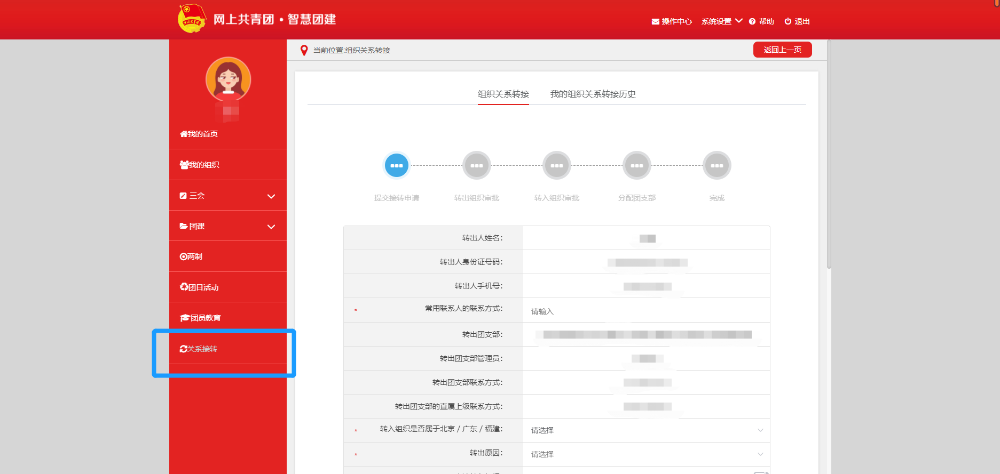 网上共青团·智慧团建
操作中心 系统设置 帮助 退出
当前位置:组织关系转接
返回上一页
我的首页
我的组织
三会
团课
两制
团日活动
团员教育
关系接转
组织关系转接 我的组织关系转接历史
提交接转申请 转出组织审批 转入组织审批 分配团支部 完成
转出人姓名：
转出人身份证号码：
转出人手机号：
* 常用联系人的联系方式： 请输入
转出团支部：
转出团支部管理员：
转出团支部联系方式：
转出团支部的直属上级联系方式：
* 转入组织是否属于北京 / 广东 / 福建： 请选择
* 转出原因： 请选择